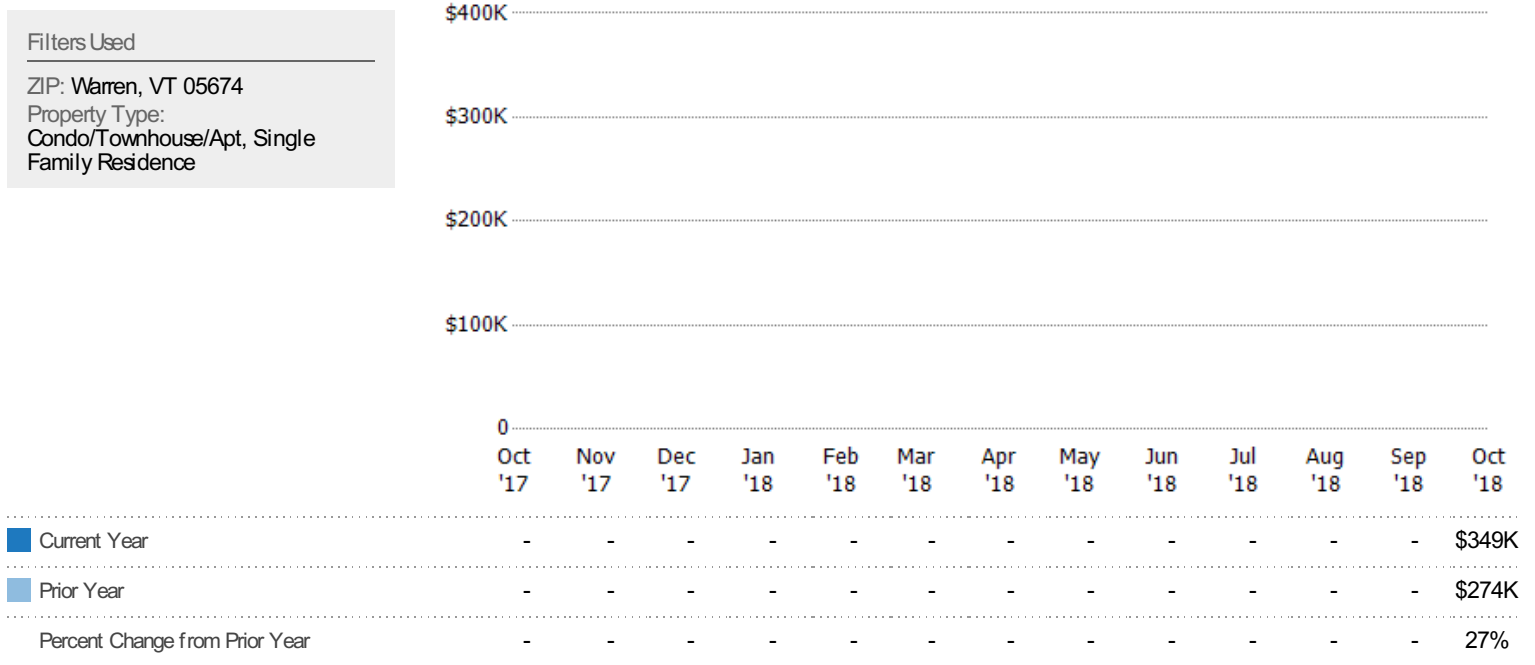 Filters Used
ZIP: Warren, VT 05674
Property Type:
Condo/Townhouse/Apt, Single
Family Residence
$400K
$300K
$200K
$100K
0
Oct Nov Dec Jan Feb Mar Apr May Jun Jul Aug Sep Oct
'17 '17 '17 '18 '18 '18 '18 '18 '18 '18 '18 '18 '18
Current Year - - - - - - - - - - - - $349K
Prior Year - - - - - - - - - - - - $274K
Percent Change from Prior Year - - - - - - - - - - - - 27%